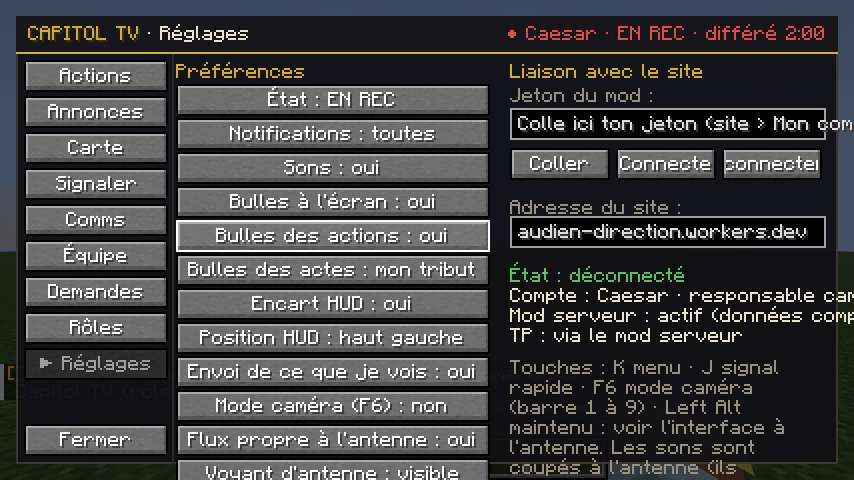 CAPITOL TV · Réglages
● Caesar · EN REC · différé 2:00
Actions
Annonces
Carte
Signaler
Comms
Équipe
Demandes
Rôles
► Réglages
Fermer
Préférences
État : EN REC
Notifications : toutes
Sons : oui
Bulles à l'écran : oui
Bulles des actions : oui
Bulles des actes : mon tribut
Encart HUD : oui
Position HUD : haut gauche
Envoi de ce que je vois : oui
Mode caméra (F6) : non
Flux propre à l'antenne : oui
Voyant d'antenne : visible
Liaison avec le site
Jeton du mod :
Colle ici ton jeton (site > Mon com
Coller
Connecte
connecter
Adresse du site :
audien-direction.workers.dev
État : déconnecté
Compte : Caesar · responsable cam
Mod serveur : actif (données comp
TP : via le mod serveur
Touches : K menu · J signal
rapide · F6 mode caméra
(barre 1 à 9) · Left Alt
maintenu : voir l'interface à
l'antenne. Les sons sont
coupés à l'antenne (ils